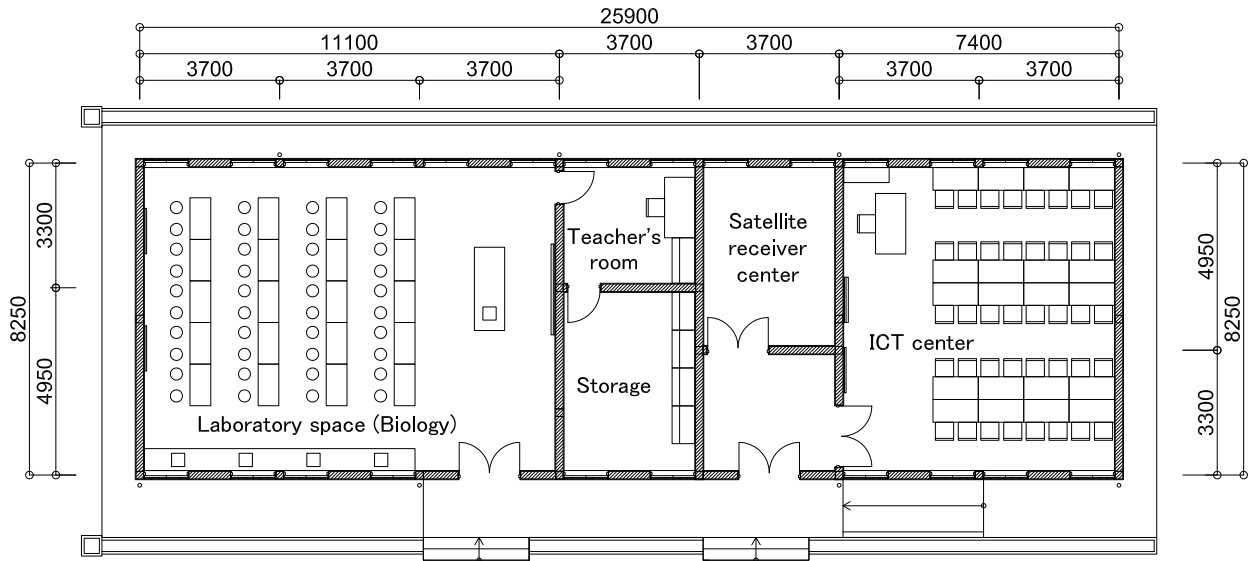 25900
11100
3700
3700
7400
3700
3700
3700
3700
3700
3300
4950
8250
4950
3300
8250
Teacher's
room
Satellite
receiver
center
ICT center
Storage
Laboratory space (Biology)